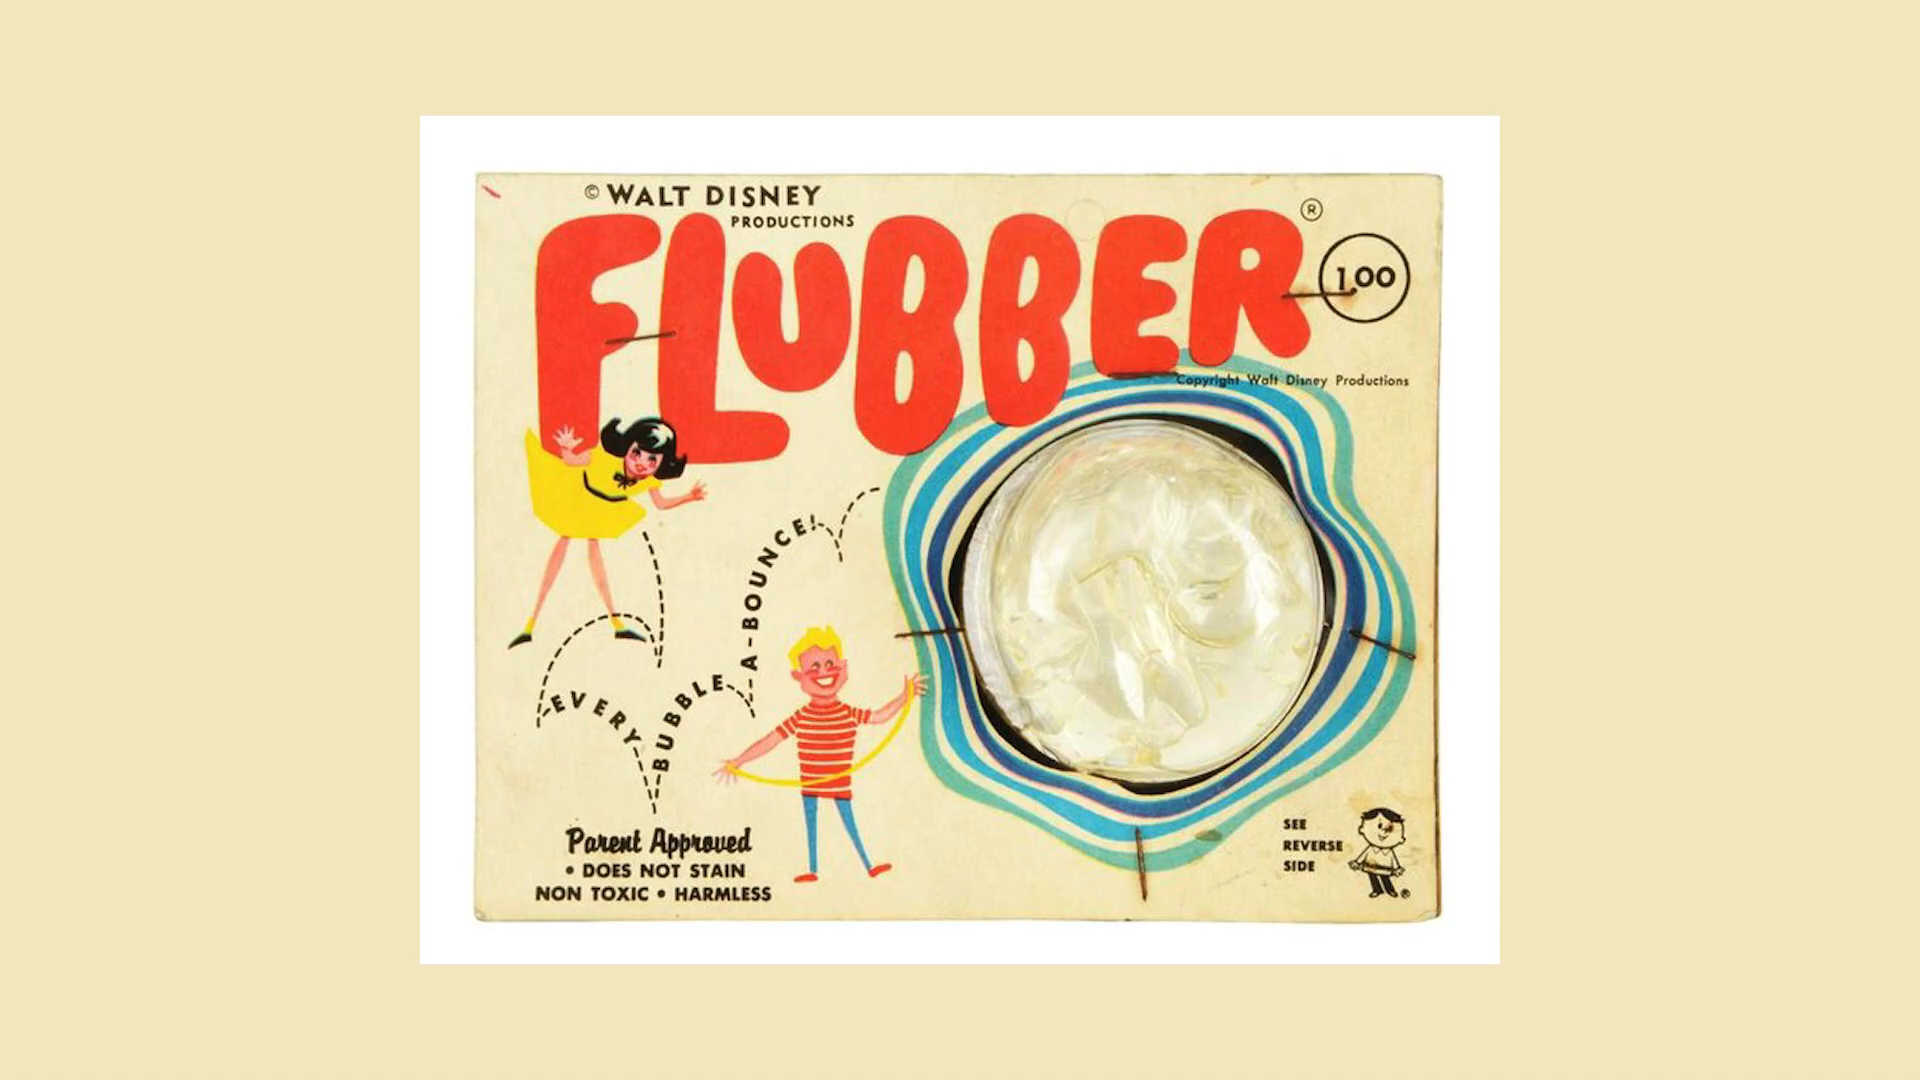 © WALT DISNEY
PRODUCTIONS
FLUBBER®
1.00
Copyright Walt Disney Productions
EVERY BUBBLE A-BOUNCE!
Parent Approved
• DOES NOT STAIN
NON TOXIC • HARMLESS
SEE
REVERSE
SIDE
®